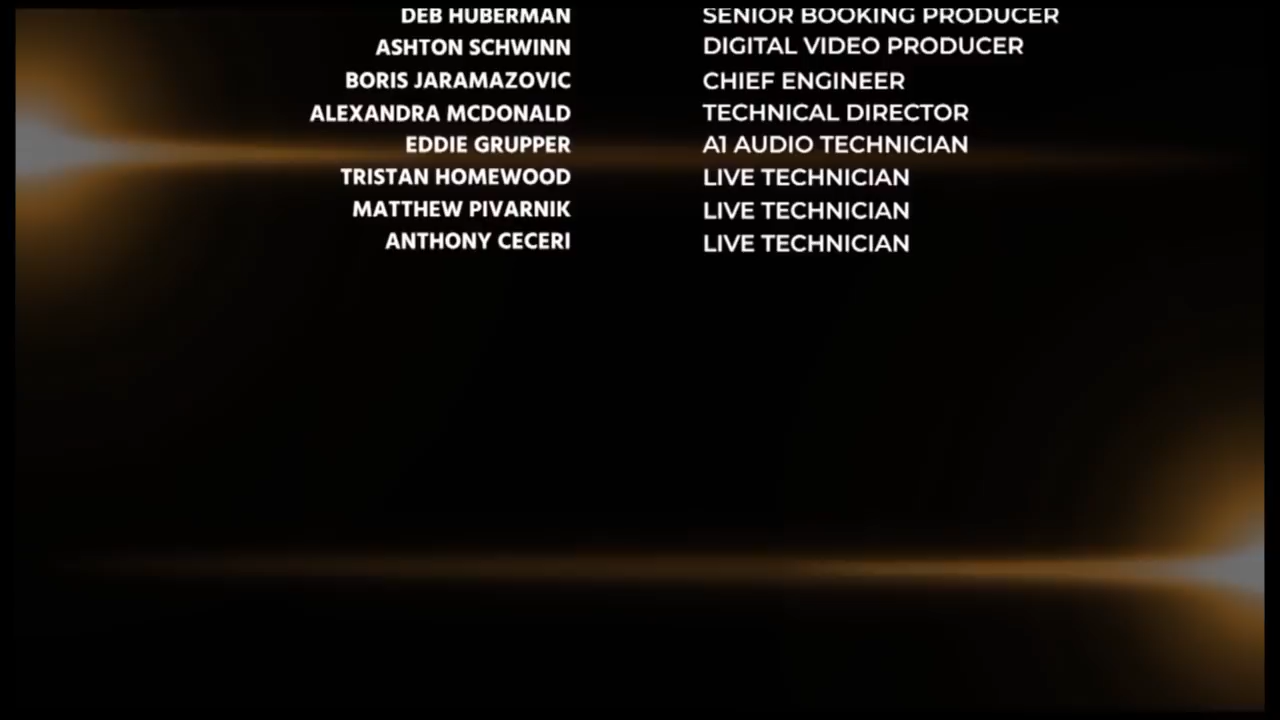 DEB HUBERMAN SENIOR BOOKING PRODUCER
ASHTON SCHWINN DIGITAL VIDEO PRODUCER
BORIS JARAMAZOVIC CHIEF ENGINEER
ALEXANDRA MCDONALD TECHNICAL DIRECTOR
EDDIE GRUPPER A1 AUDIO TECHNICIAN
TRISTAN HOMEWOOD LIVE TECHNICIAN
MATTHEW PIVARNIK LIVE TECHNICIAN
ANTHONY CECERI LIVE TECHNICIAN